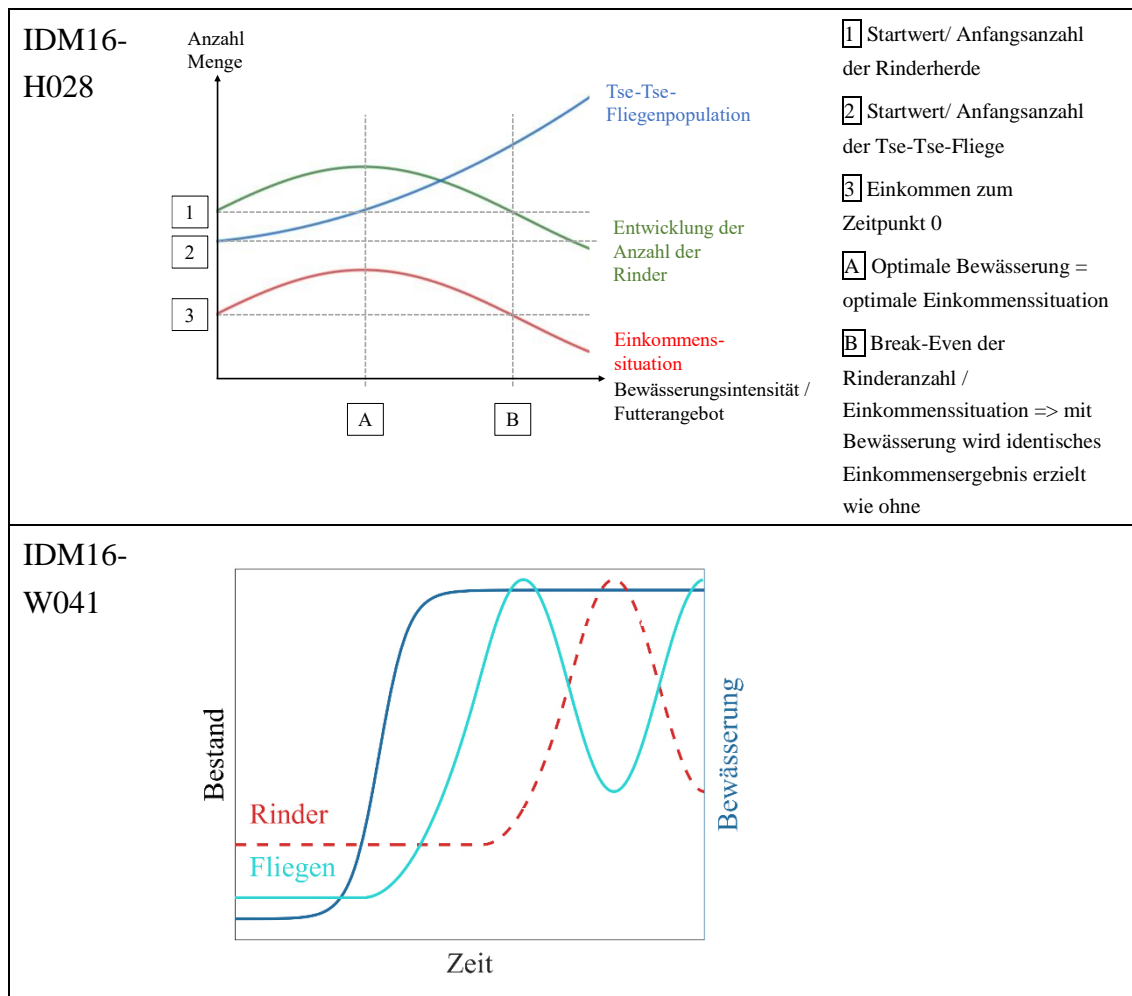 IDM16-
H028
Anzahl
Menge
Tse-Tse-
Fliegenpopulation
1
2
Entwicklung der
Anzahl der
Rinder
3
Einkommens-
situation
Bewässerungsintensität /
Futterangebot
A
B
1 Startwert/ Anfangsanzahl
der Rinderherde
2 Startwert/ Anfangsanzahl
der Tse-Tse-Fliege
3 Einkommen zum
Zeitpunkt 0
A Optimale Bewässerung =
optimale Einkommenssituation
B Break-Even der
Rinderanzahl /
Einkommenssituation => mit
Bewässerung wird identisches
Einkommensergebnis erzielt
wie ohne
IDM16-
W041
Bestand
Rinder
Fliegen
Bewässerung
Zeit